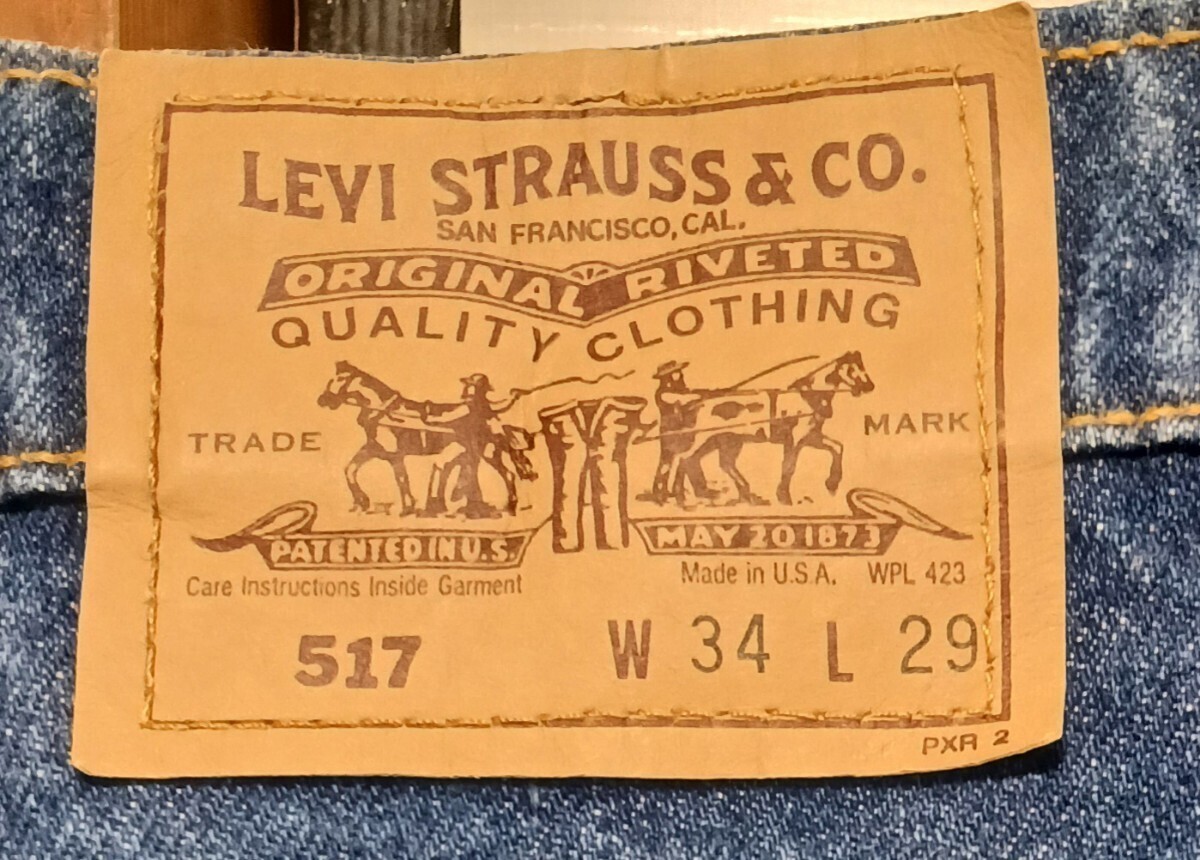 LEVI STRAUSS & CO.
SAN FRANCISCO, CAL.
ORIGINAL RIVETED
QUALITY CLOTHING
TRADE MARK
PATENTED IN U.S. MAY 20 1873
Care Instructions Inside Garment Made in U.S.A. WPL 423
517 W 34 L 29
PXR 2